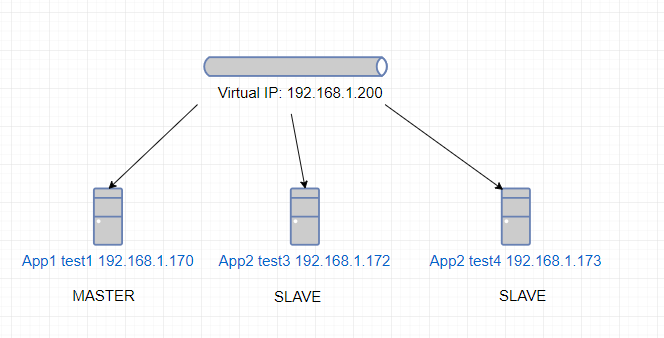 Virtual IP: 192.168.1.200
App1 test1 192.168.1.170
App2 test3 192.168.1.172
App2 test4 192.168.1.173
MASTER
SLAVE
SLAVE